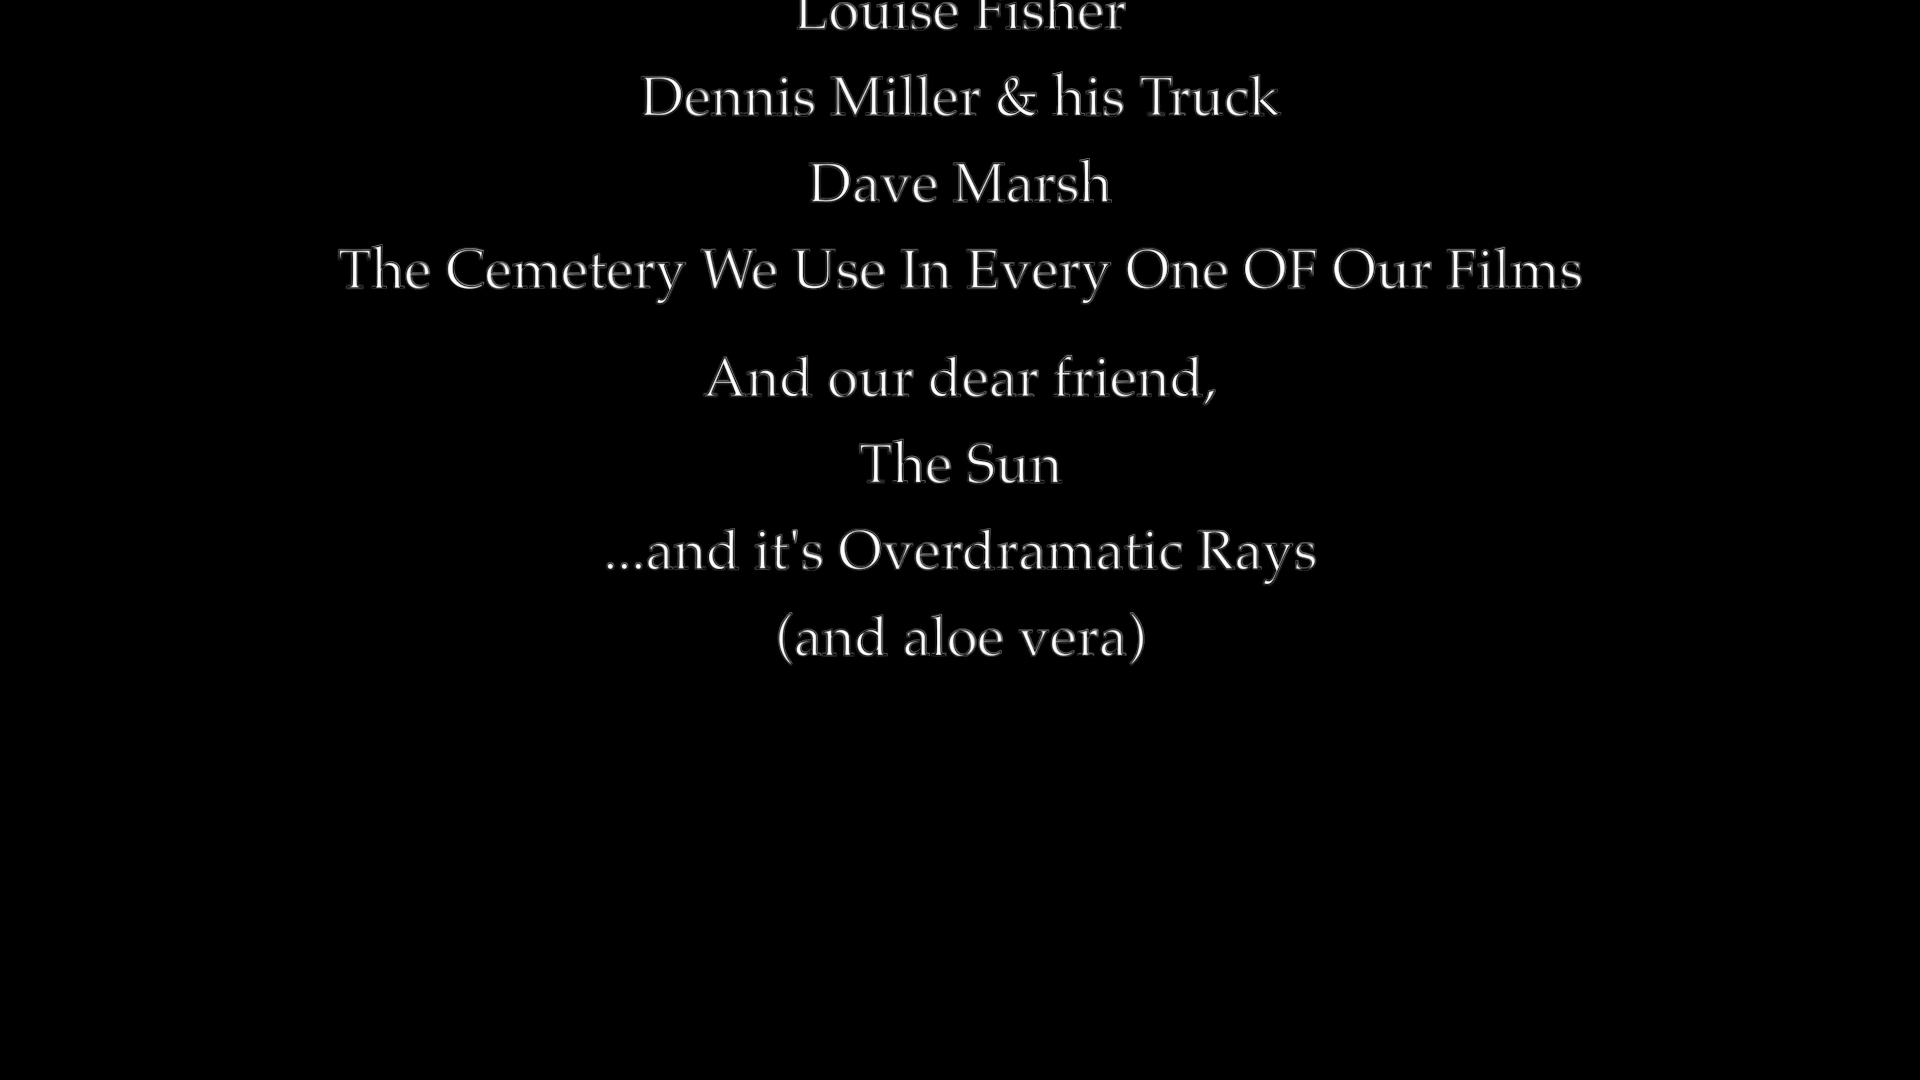 Louise Fisher
Dennis Miller & his Truck
Dave Marsh
The Cemetery We Use In Every One OF Our Films
And our dear friend,
The Sun
...and it's Overdramatic Rays
(and aloe vera)